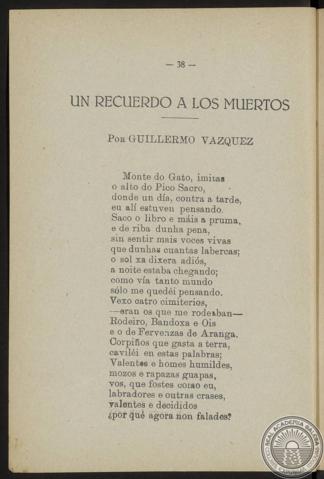 — 38 —
UN RECUERDO A LOS MUERTOS
Por GUILLERMO VAZQUEZ
Monte do Gato, imitas
o alto do Pico Sacro,
donde un día, contra a tarde,
eu alí estuven pensando.
Saco o libro e máis a pruma,
e de riba dunha pena,
sin sentir mais voces vivas
que dunhas cuantas labercas;
o sol xa dixera adiós,
a noite estaba chegando;
como vía tanto mundo
sólo me quedéi pensando.
Vexo catro cimiterios,
—eran os que me rodeaban—
Rodeiro, Bandoxa e Ois
e o de Fervenzas de Aranga.
Corpiños que gasta a terra,
caviléi en estas palabras;
Valentes e homes humildes,
mozos e rapazas guapas,
vos, que fostes como eu,
labradores e outras crases,
valentes e decididos
¿por qué agora non falades?
REAL ACADEMIA GALEGA